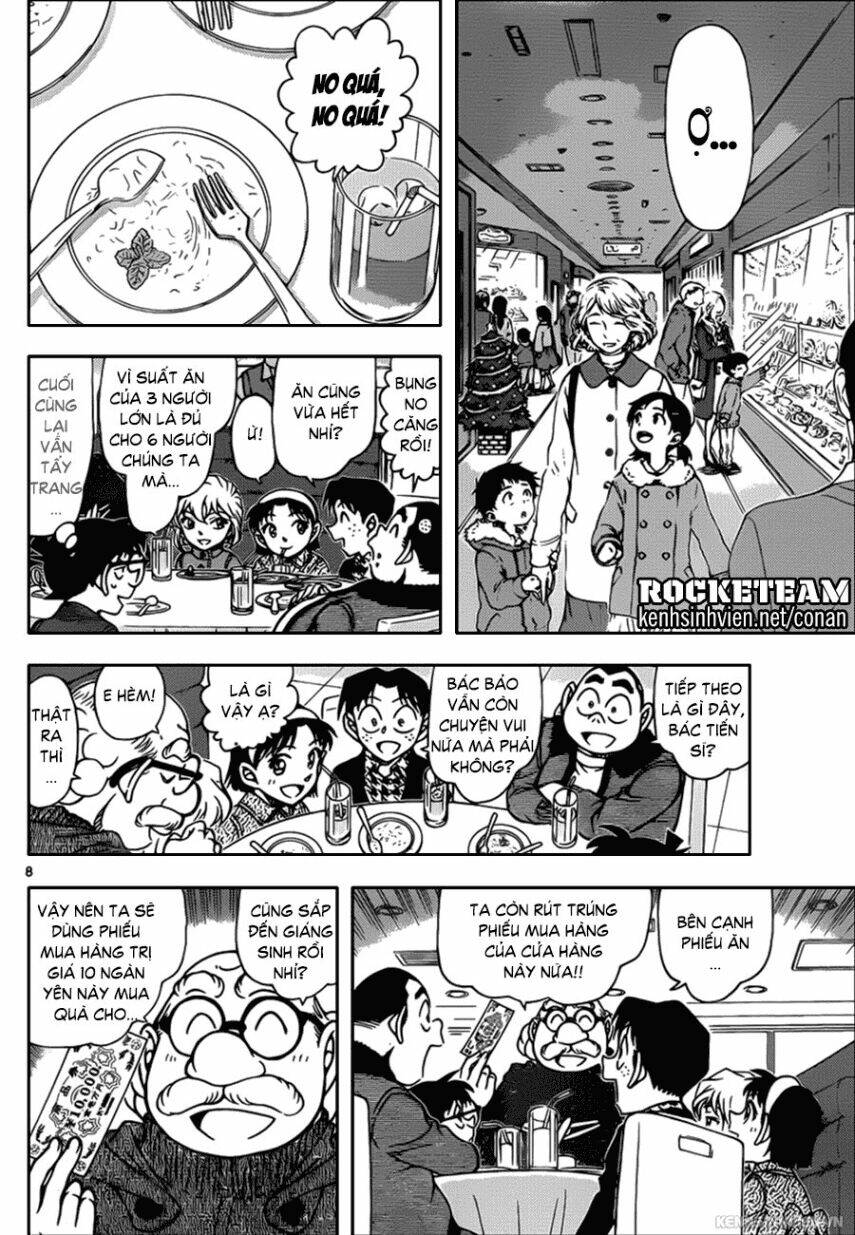 Ợ...
NO QUÁ,
NO QUÁ!
ROCKETEAM
kenhsinhvien.net/conan
BỤNG
NO
CĂNG
RỒI!
ĂN CŨNG
VỪA HẾT
NHỈ?
Ừ!
VÌ SUẤT ĂN
CỦA 3 NGƯỜI
LỚN LÀ ĐỦ
CHO 6 NGƯỜI
CHÚNG TA
MÀ...
CUỐI
CÙNG LẠI
VẪN
TẨY
TRANG
...
TIẾP THEO
LÀ GÌ ĐÂY,
BÁC TIẾN
SĨ?
BÁC BẢO
VẪN CÒN
CHUYỆN VUI
NỮA MÀ PHẢI
KHÔNG?
LÀ GÌ
VẬY Ạ?
E HÈM!
THẬT
RA THÌ
...
8
BÊN CẠNH
PHIẾU ĂN
...
TA CÒN RÚT TRÚNG
PHIẾU MUA HÀNG
CỦA CỬA HÀNG
NÀY NỮA!!
CŨNG SẮP
ĐẾN GIÁNG
SINH RỒI
NHỈ?
VẬY NÊN TA SẼ
DÙNG PHIẾU
MUA HÀNG TRỊ
GIÁ 10 NGÀN
YÊN NÀY MUA
QUÀ CHO...
10,000